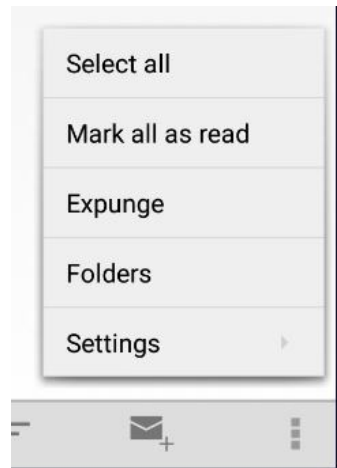 Select all
Mark all as read
Expunge
Folders
Settings